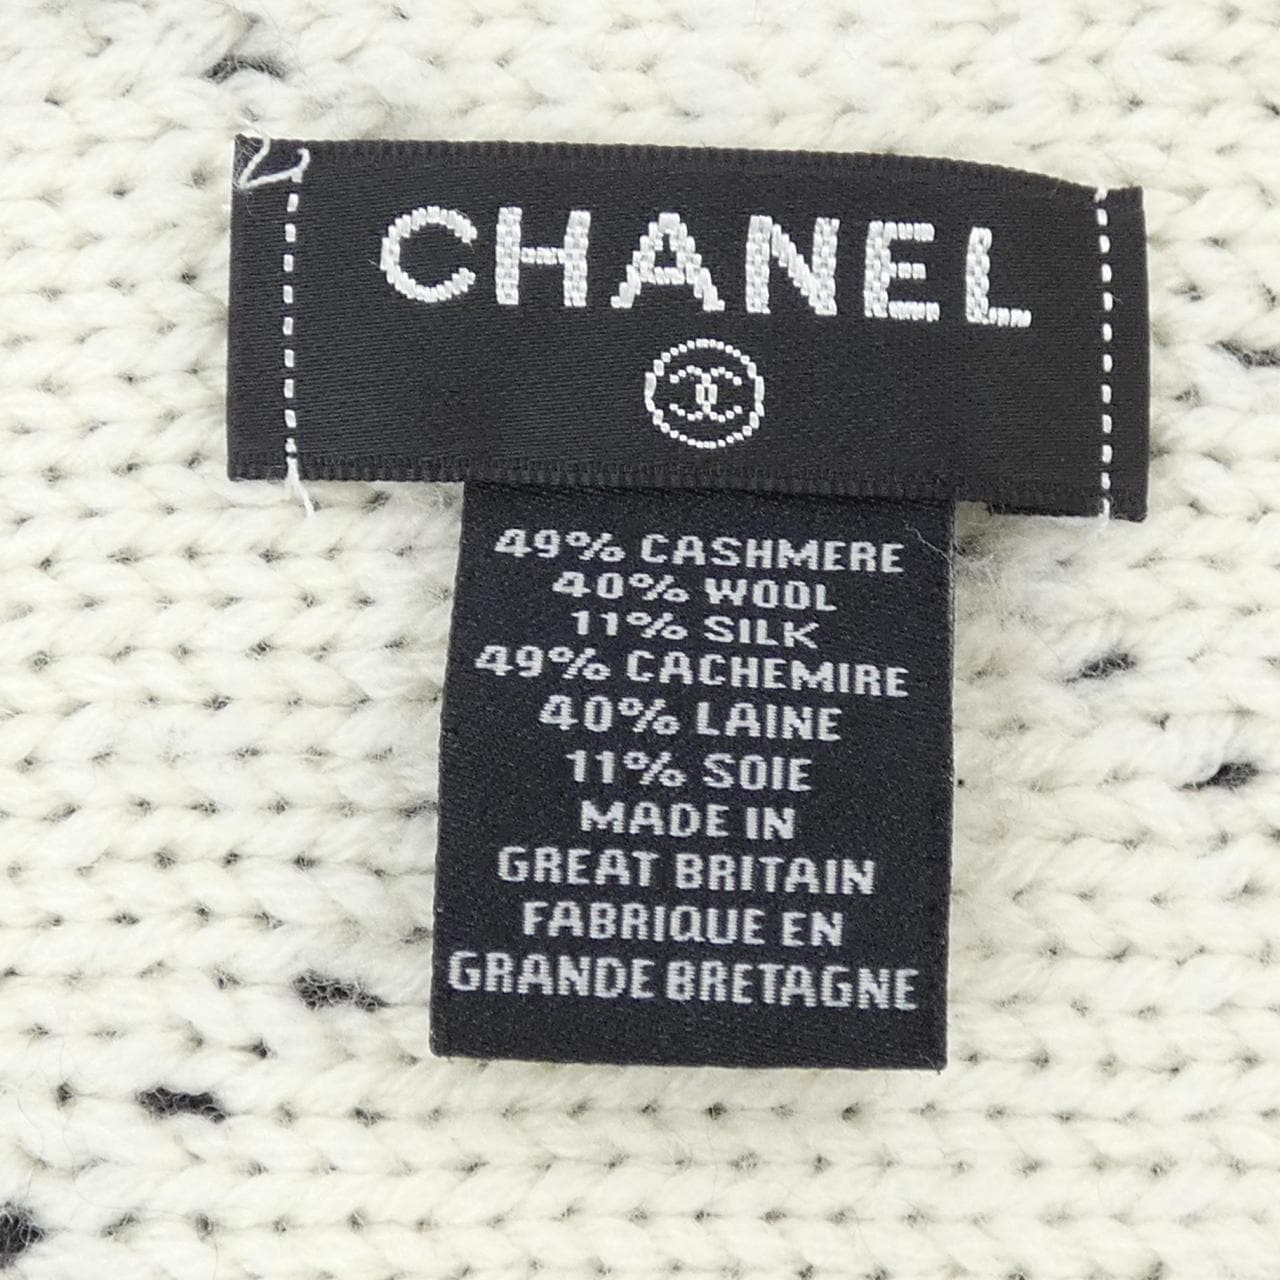 CHANEL
49% CASHMERE
40% WOOL
11% SILK
49% CACHEMIRE
40% LAINE
11% SOIE
MADE IN
GREAT BRITAIN
FABRIQUE EN
GRANDE BRETAGNE